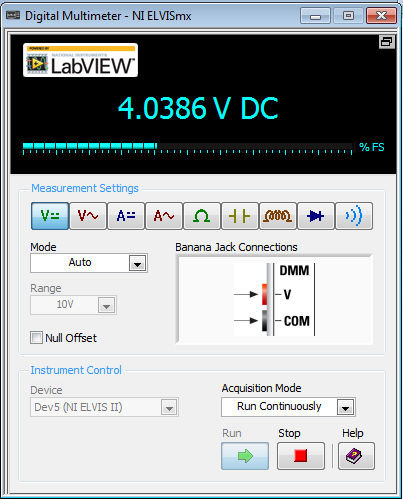 Digital Multimeter - NI ELVISmx
POWERED BY
NATIONAL INSTRUMENTS
LabVIEW™
4.0386 V DC
% FS
Measurement Settings
V V~ A A~ Ω
Mode
Auto
Banana Jack Connections
DMM
V
COM
Range
10V
Null Offset
Instrument Control
Device
Dev5 (NI ELVIS II)
Acquisition Mode
Run Continuously
Run Stop Help